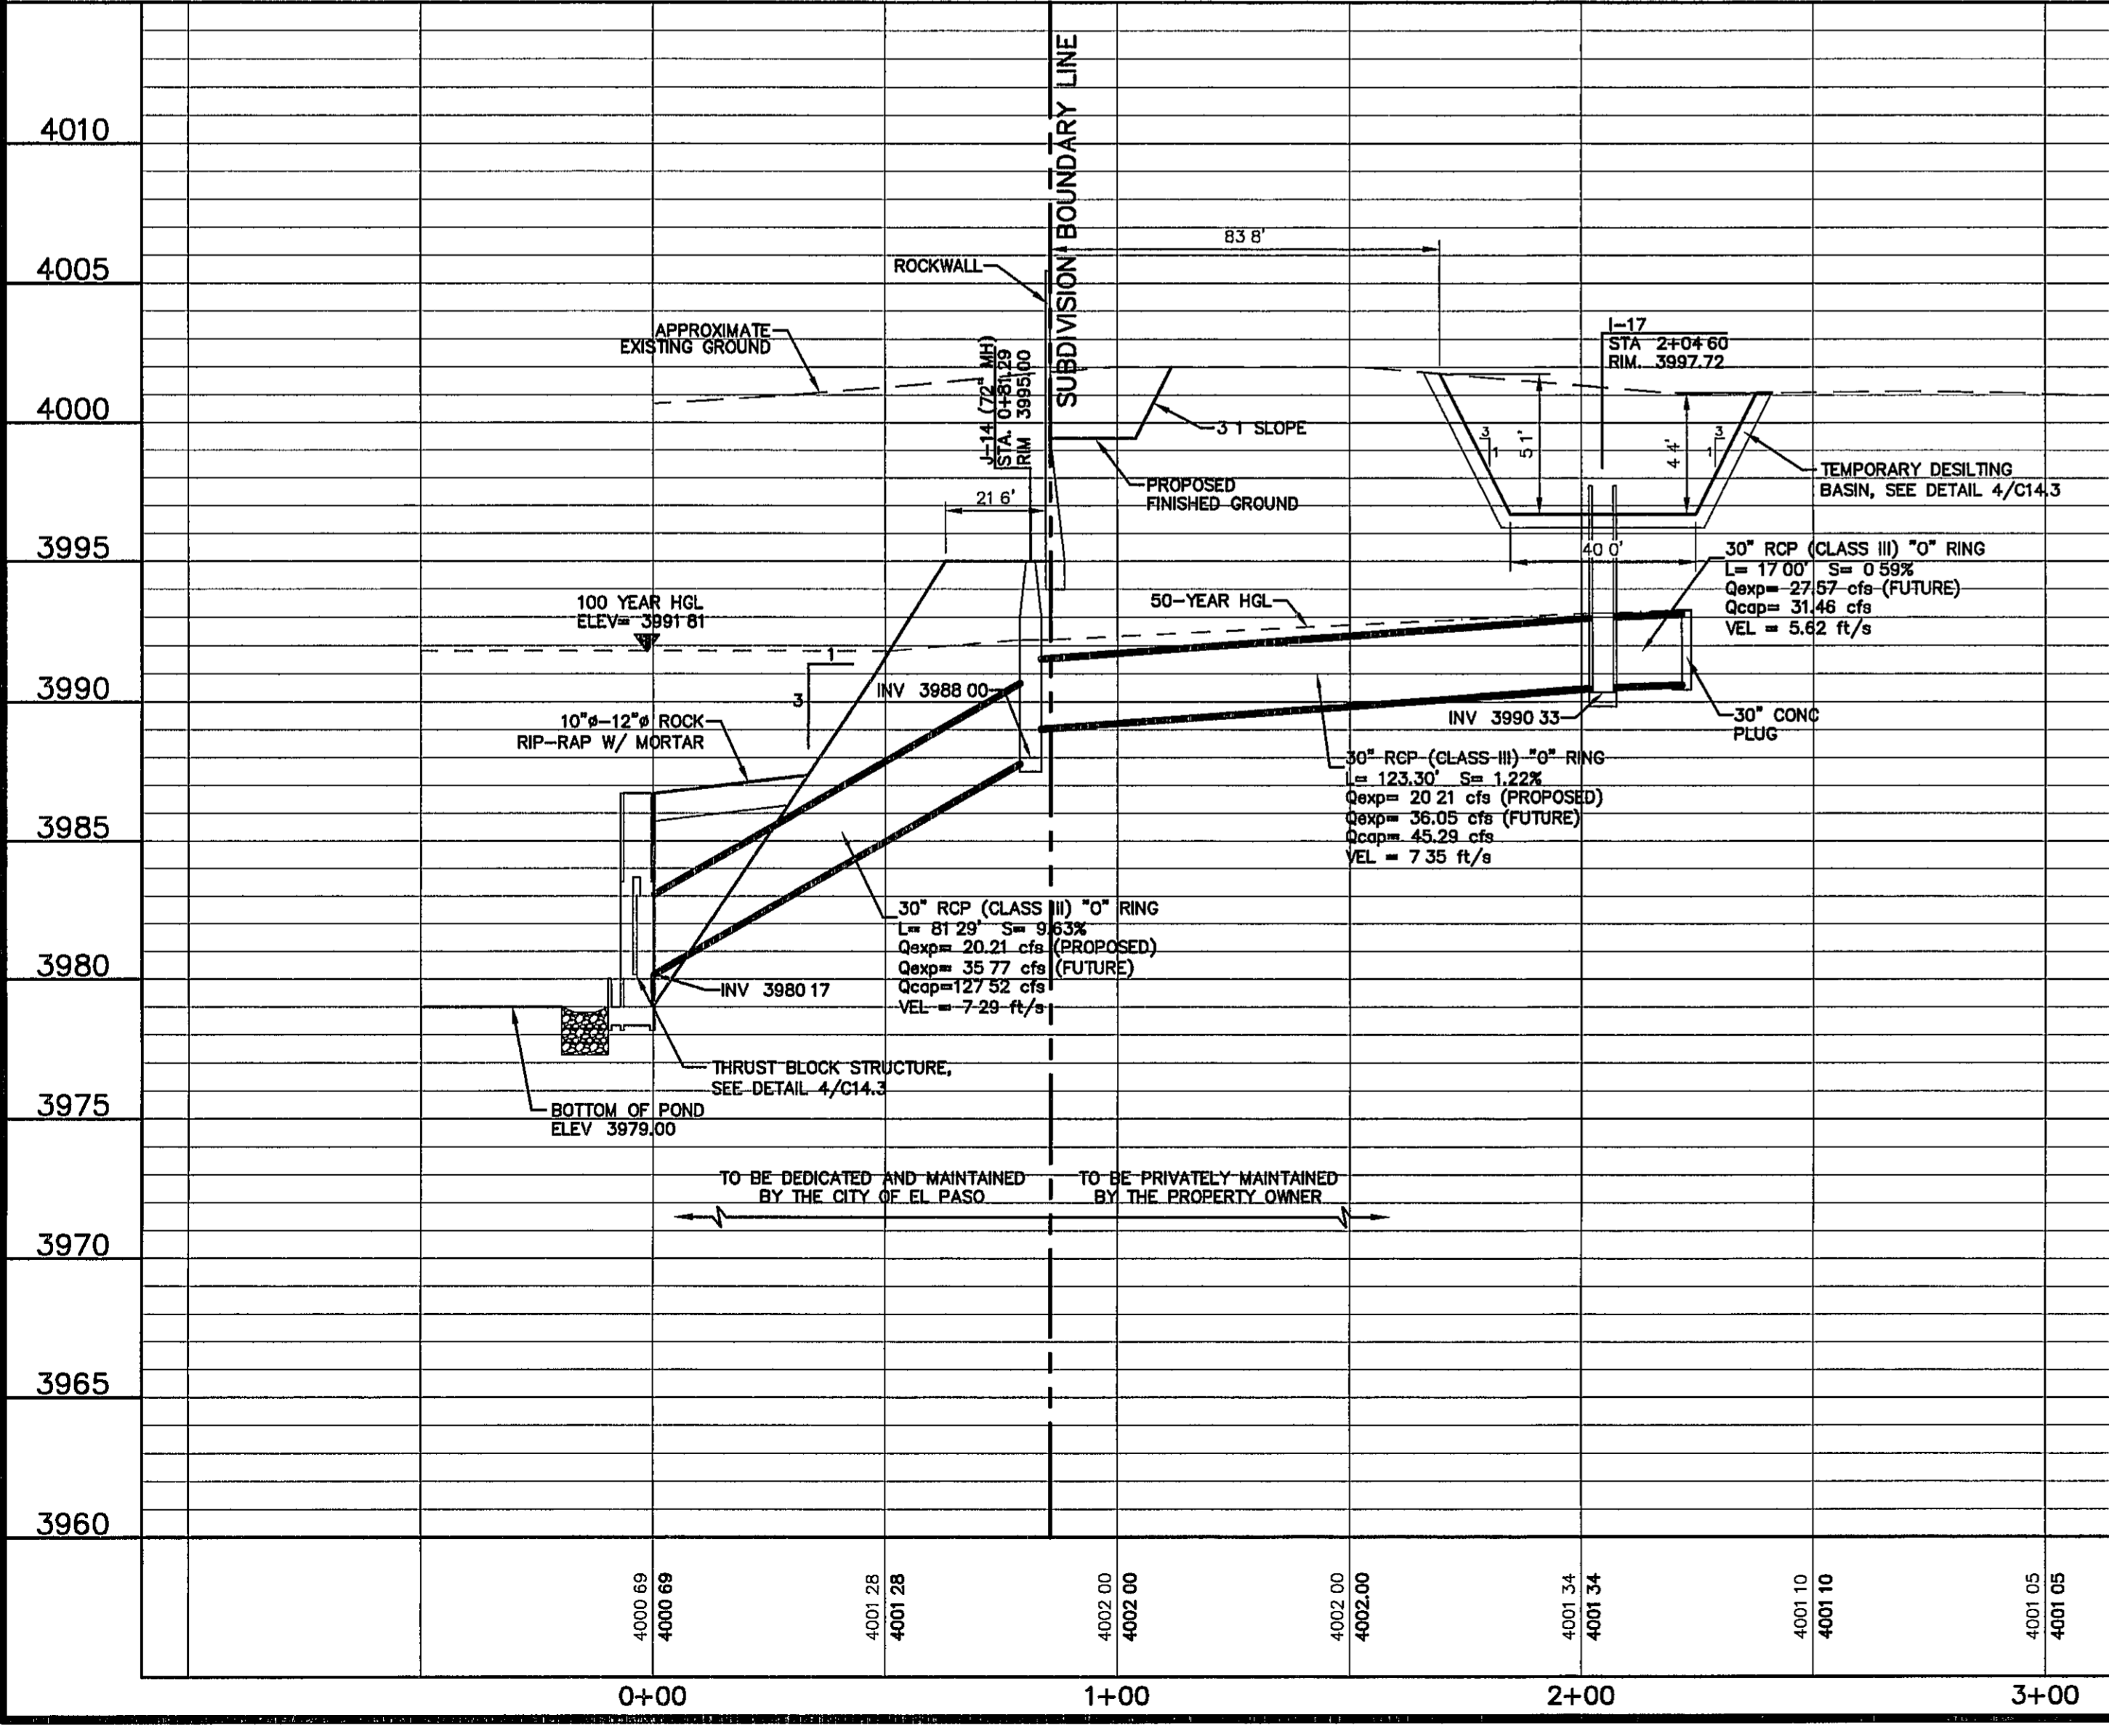 4010
4005
4000
3995
3990
3985
3980
3975
3970
3965
3960
SUBDIVISION BOUNDARY LINE
83 8'
ROCKWALL
APPROXIMATE
EXISTING GROUND
J-14 (72" MH)
STA. 0+81.29
RIM 3995.00
I-17
STA 2+04 60
RIM. 3997.72
3 1 SLOPE
PROPOSED
FINISHED GROUND
21 6'
3
1
5 1'
4 4'
3
1
TEMPORARY DESILTING
BASIN, SEE DETAIL 4/C14.3
40 0'
30" RCP (CLASS III) "O" RING
L= 17 00' S= 0 59%
Qexp= 27.57 cfs (FUTURE)
Qcap= 31.46 cfs
VEL = 5.62 ft/s
100 YEAR HGL
ELEV= 3991 81
50-YEAR HGL
1
3
INV 3988 00
10"ø-12"ø ROCK
RIP-RAP W/ MORTAR
INV 3990 33
30" CONC
PLUG
30" RCP (CLASS III) "O" RING
L= 123.30' S= 1.22%
Qexp= 20 21 cfs (PROPOSED)
Qexp= 36.05 cfs (FUTURE)
Qcap= 45.29 cfs
VEL = 7 35 ft/s
30" RCP (CLASS III) "O" RING
L= 81 29' S= 9.63%
Qexp= 20.21 cfs (PROPOSED)
Qexp= 35 77 cfs (FUTURE)
Qcap=127 52 cfs
VEL = 7 29 ft/s
INV 3980 17
THRUST BLOCK STRUCTURE,
SEE DETAIL 4/C14.3
BOTTOM OF POND
ELEV 3979.00
TO BE DEDICATED AND MAINTAINED
BY THE CITY OF EL PASO
TO BE PRIVATELY MAINTAINED
BY THE PROPERTY OWNER
4000 69
4000 69
4001 28
4001 28
4002 00
4002 00
4002 00
4002.00
4001 34
4001 34
4001 10
4001 10
4001 05
4001 05
0+00
1+00
2+00
3+00